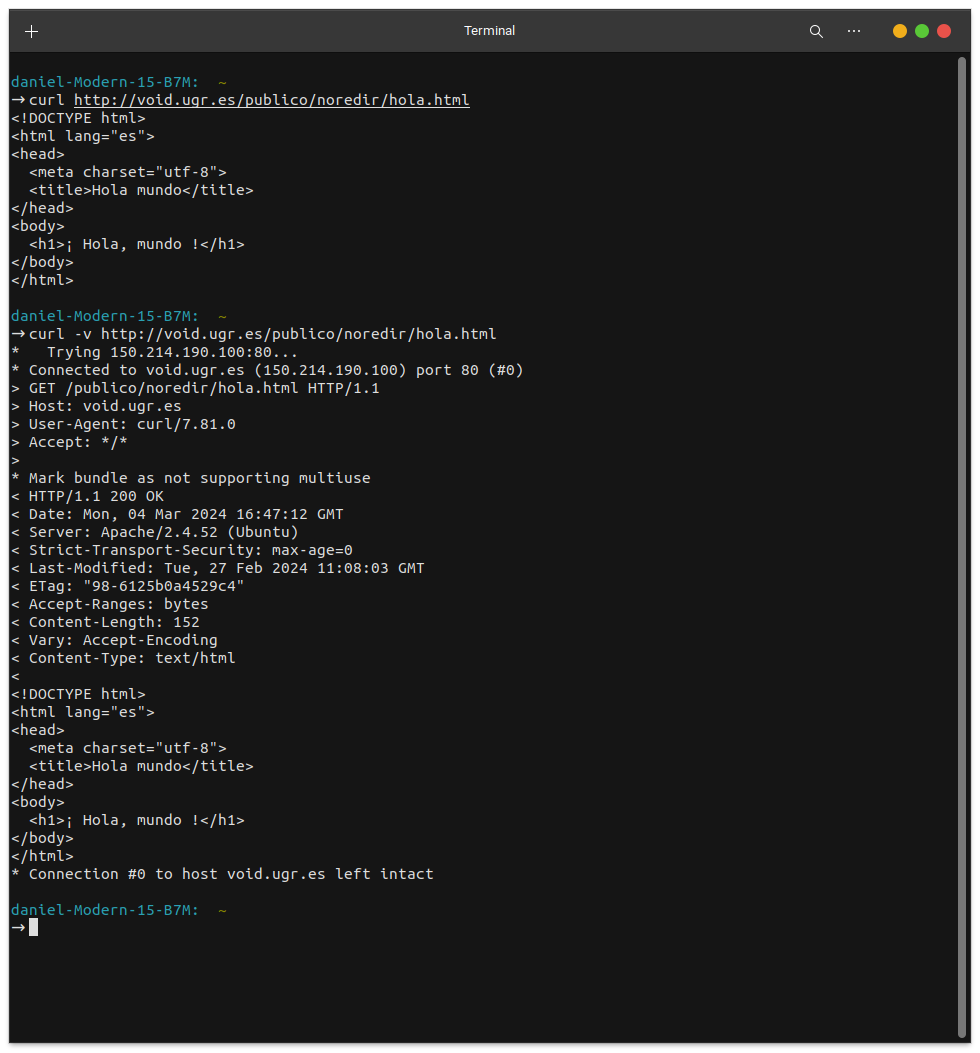 Terminal
daniel-Modern-15-B7M:  ~
→curl http://void.ugr.es/publico/noredir/hola.html
<!DOCTYPE html>
<html lang="es">
<head>
  <meta charset="utf-8">
  <title>Hola mundo</title>
</head>
<body>
  <h1>¡ Hola, mundo !</h1>
</body>
</html>
daniel-Modern-15-B7M:  ~
→curl -v http://void.ugr.es/publico/noredir/hola.html
*   Trying 150.214.190.100:80...
* Connected to void.ugr.es (150.214.190.100) port 80 (#0)
> GET /publico/noredir/hola.html HTTP/1.1
> Host: void.ugr.es
> User-Agent: curl/7.81.0
> Accept: */*
>
* Mark bundle as not supporting multiuse
< HTTP/1.1 200 OK
< Date: Mon, 04 Mar 2024 16:47:12 GMT
< Server: Apache/2.4.52 (Ubuntu)
< Strict-Transport-Security: max-age=0
< Last-Modified: Tue, 27 Feb 2024 11:08:03 GMT
< ETag: "98-6125b0a4529c4"
< Accept-Ranges: bytes
< Content-Length: 152
< Vary: Accept-Encoding
< Content-Type: text/html
<
<!DOCTYPE html>
<html lang="es">
<head>
  <meta charset="utf-8">
  <title>Hola mundo</title>
</head>
<body>
  <h1>¡ Hola, mundo !</h1>
</body>
</html>
* Connection #0 to host void.ugr.es left intact
daniel-Modern-15-B7M:  ~
→